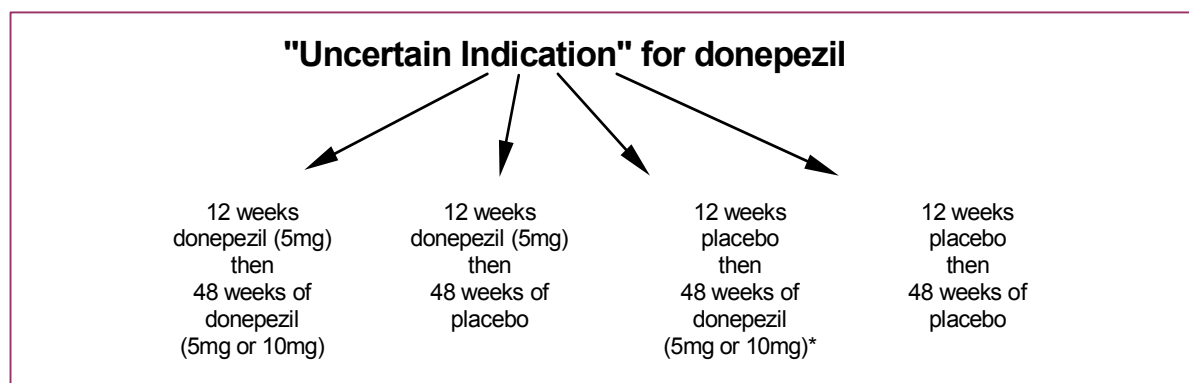 "Uncertain Indication" for donepezil
12 weeks
donepezil (5mg)
then
48 weeks of
donepezil
(5mg or 10mg)
12 weeks
donepezil (5mg)
then
48 weeks of
placebo
12 weeks
placebo
then
48 weeks of
donepezil
(5mg or 10mg)*
12 weeks
placebo
then
48 weeks of
placebo